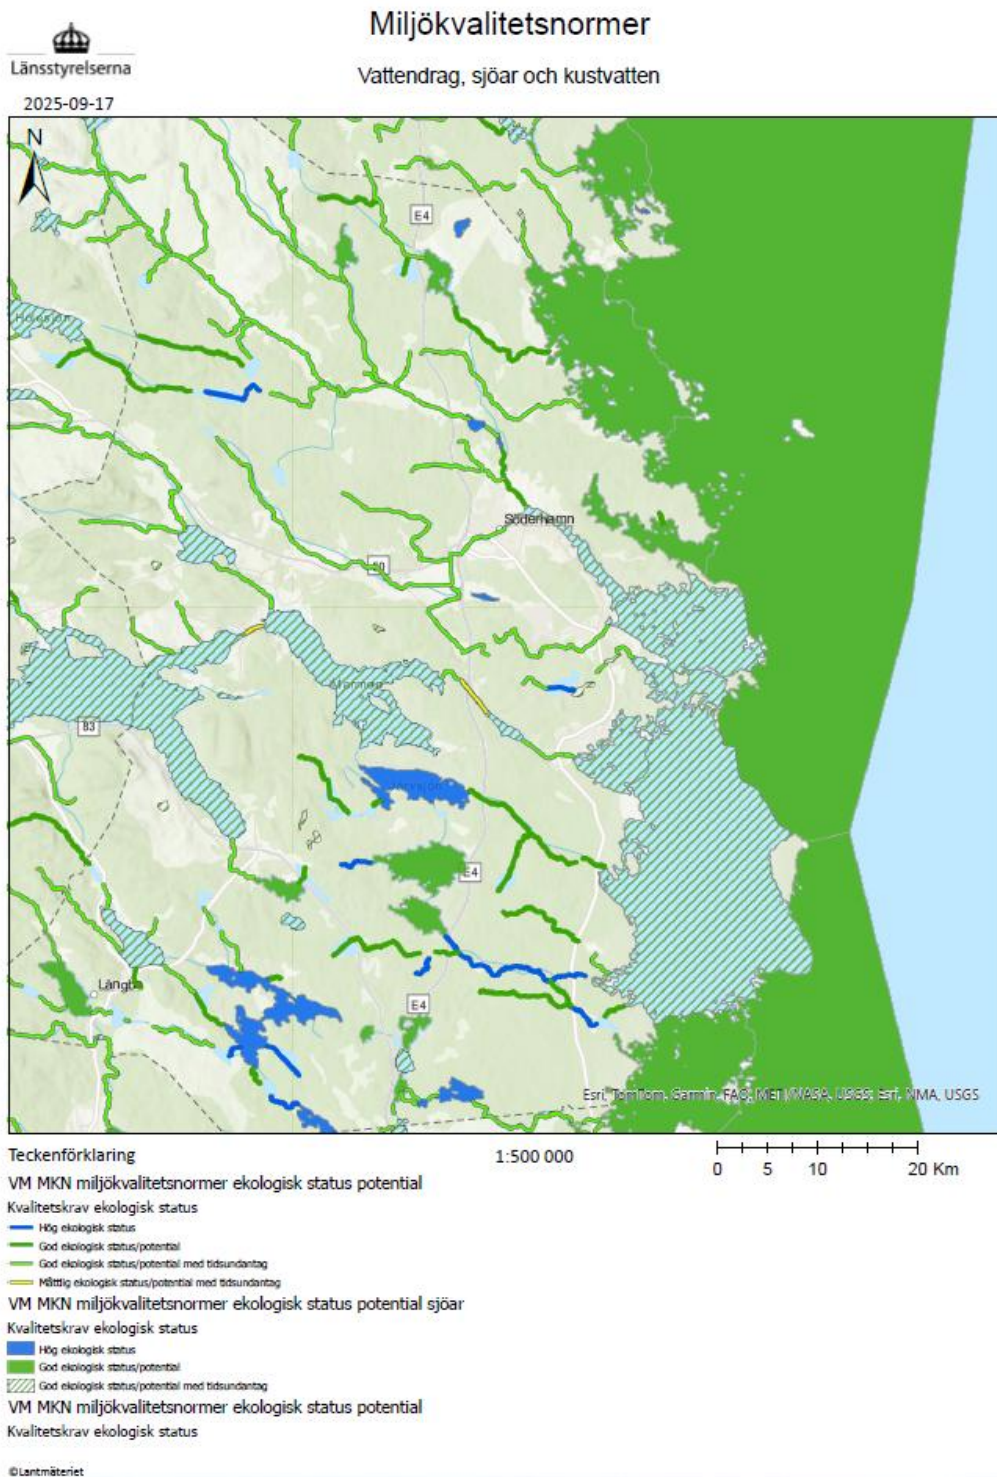 Miljökvalitetsnormer
Länsstyrelserna
Vattendrag, sjöar och kustvatten
2025-09-17
N
E4
Söderhamn
83
E4
E4
Esri, TomTom, Garmin, FAO, METI/NASA, USGS; Esri, NMA, USGS
Teckenförklaring
1:500 000
0 5 10 20 Km
VM MKN miljökvalitetsnormer ekologisk status potential
Kvalitetskrav ekologisk status
Hög ekologisk status
God ekologisk status/potential
God ekologisk status/potential med tidsundantag
Måttlig ekologisk status/potential med tidsundantag
VM MKN miljökvalitetsnormer ekologisk status potential sjöar
Kvalitetskrav ekologisk status
Hög ekologisk status
God ekologisk status/potential
God ekologisk status/potential med tidsundantag
VM MKN miljökvalitetsnormer ekologisk status potential
Kvalitetskrav ekologisk status
©Lantmäteriet